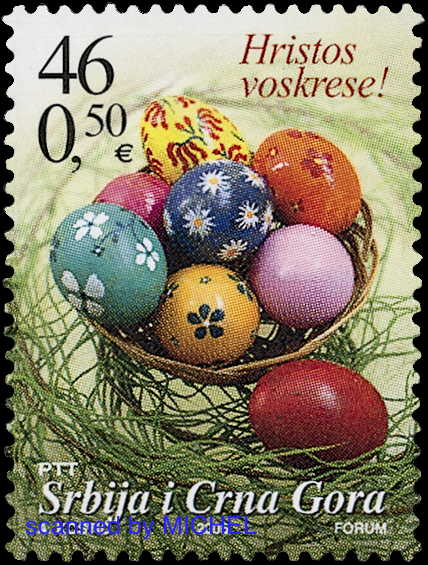 46
0,50
€
Hristos
voskrese!
PTT
Srbija i Crna Gora
scanned by MICHEL
FORUM